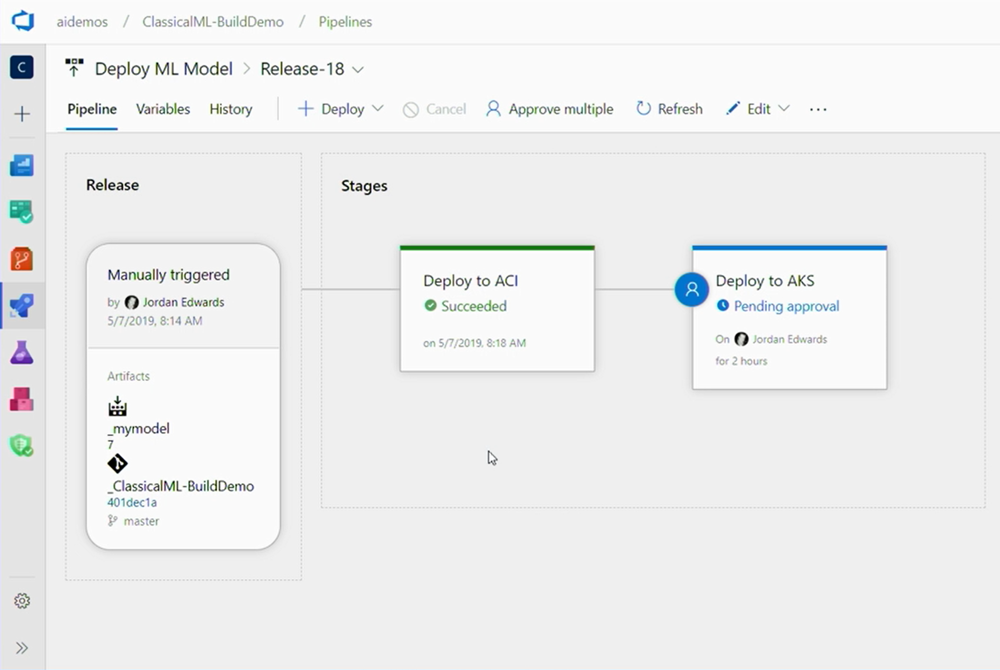 aidemos / ClassicalML-BuildDemo / Pipelines
C
Deploy ML Model > Release-18
Pipeline Variables History Deploy Cancel Approve multiple Refresh Edit ...
Release
Stages
Manually triggered
by Jordan Edwards
5/7/2019, 8:14 AM
Artifacts
_mymodel
7
_ClassicalML-BuildDemo
401dec1a
master
Deploy to ACI
Succeeded
on 5/7/2019, 8:18 AM
Deploy to AKS
Pending approval
On Jordan Edwards
for 2 hours